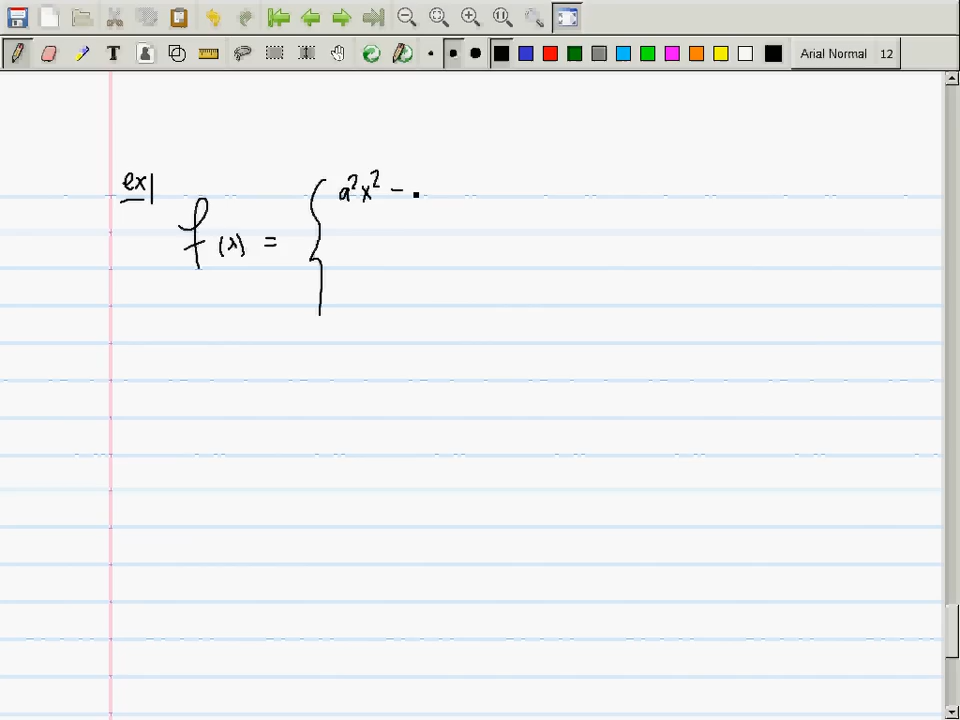 Arial Normal 12
ex
f(x) = { a²x² -